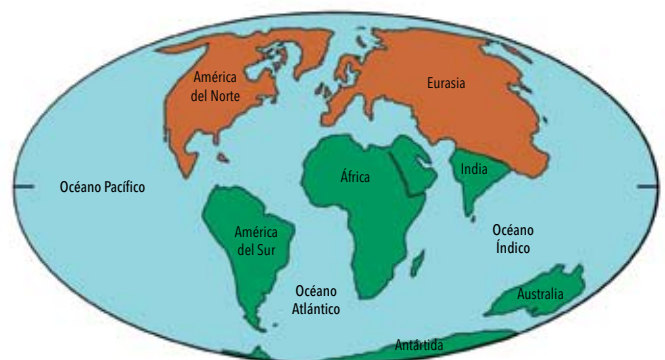 América
del Norte
Eurasia
Océano Pacífico
África
India
América
del Sur
Océano
Índico
Océano
Atlántico
Australia
Antártida